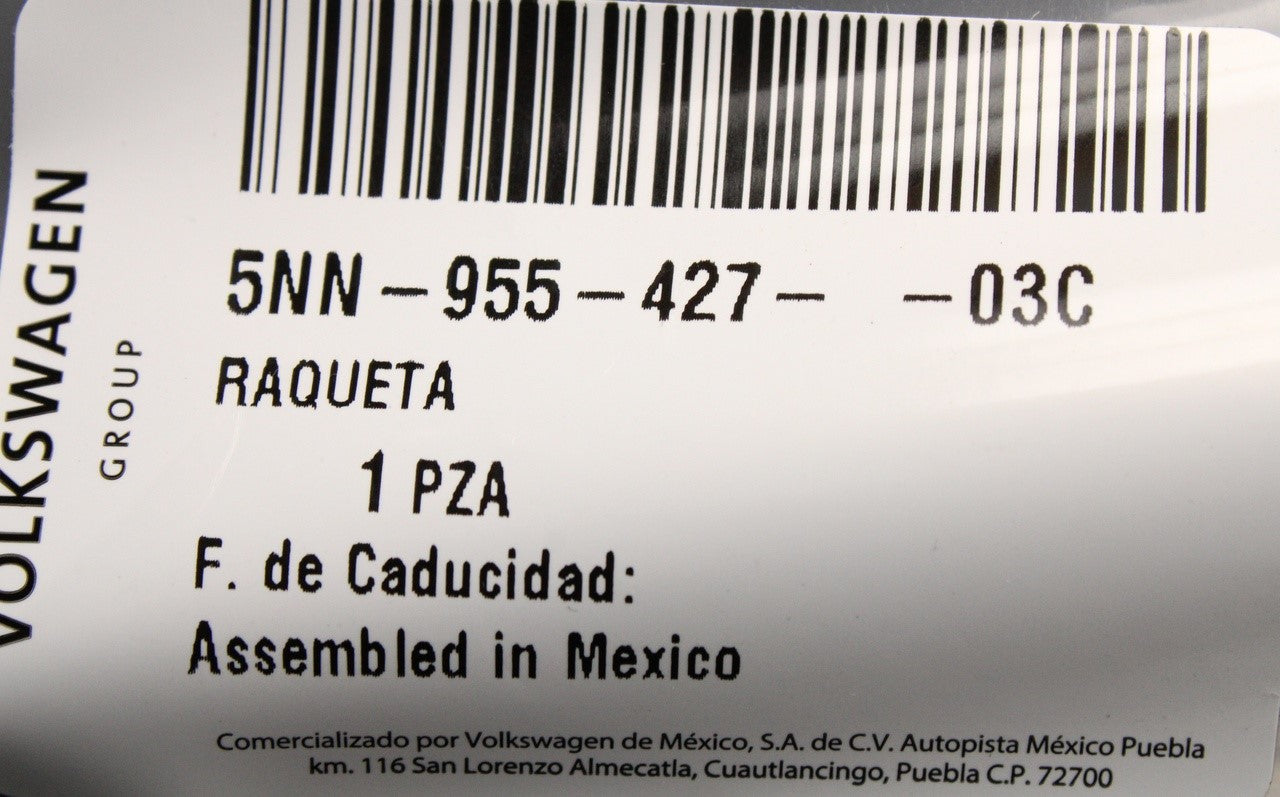 VOLKSWAGEN
GROUP
5NN-955-427- -03C
RAQUETA
1 PZA
F. de Caducidad:
Assembled in Mexico
Comercializado por Volkswagen de México, S.A. de C.V. Autopista México Puebla
km. 116 San Lorenzo Almecatla, Cuautlancingo, Puebla C.P. 72700